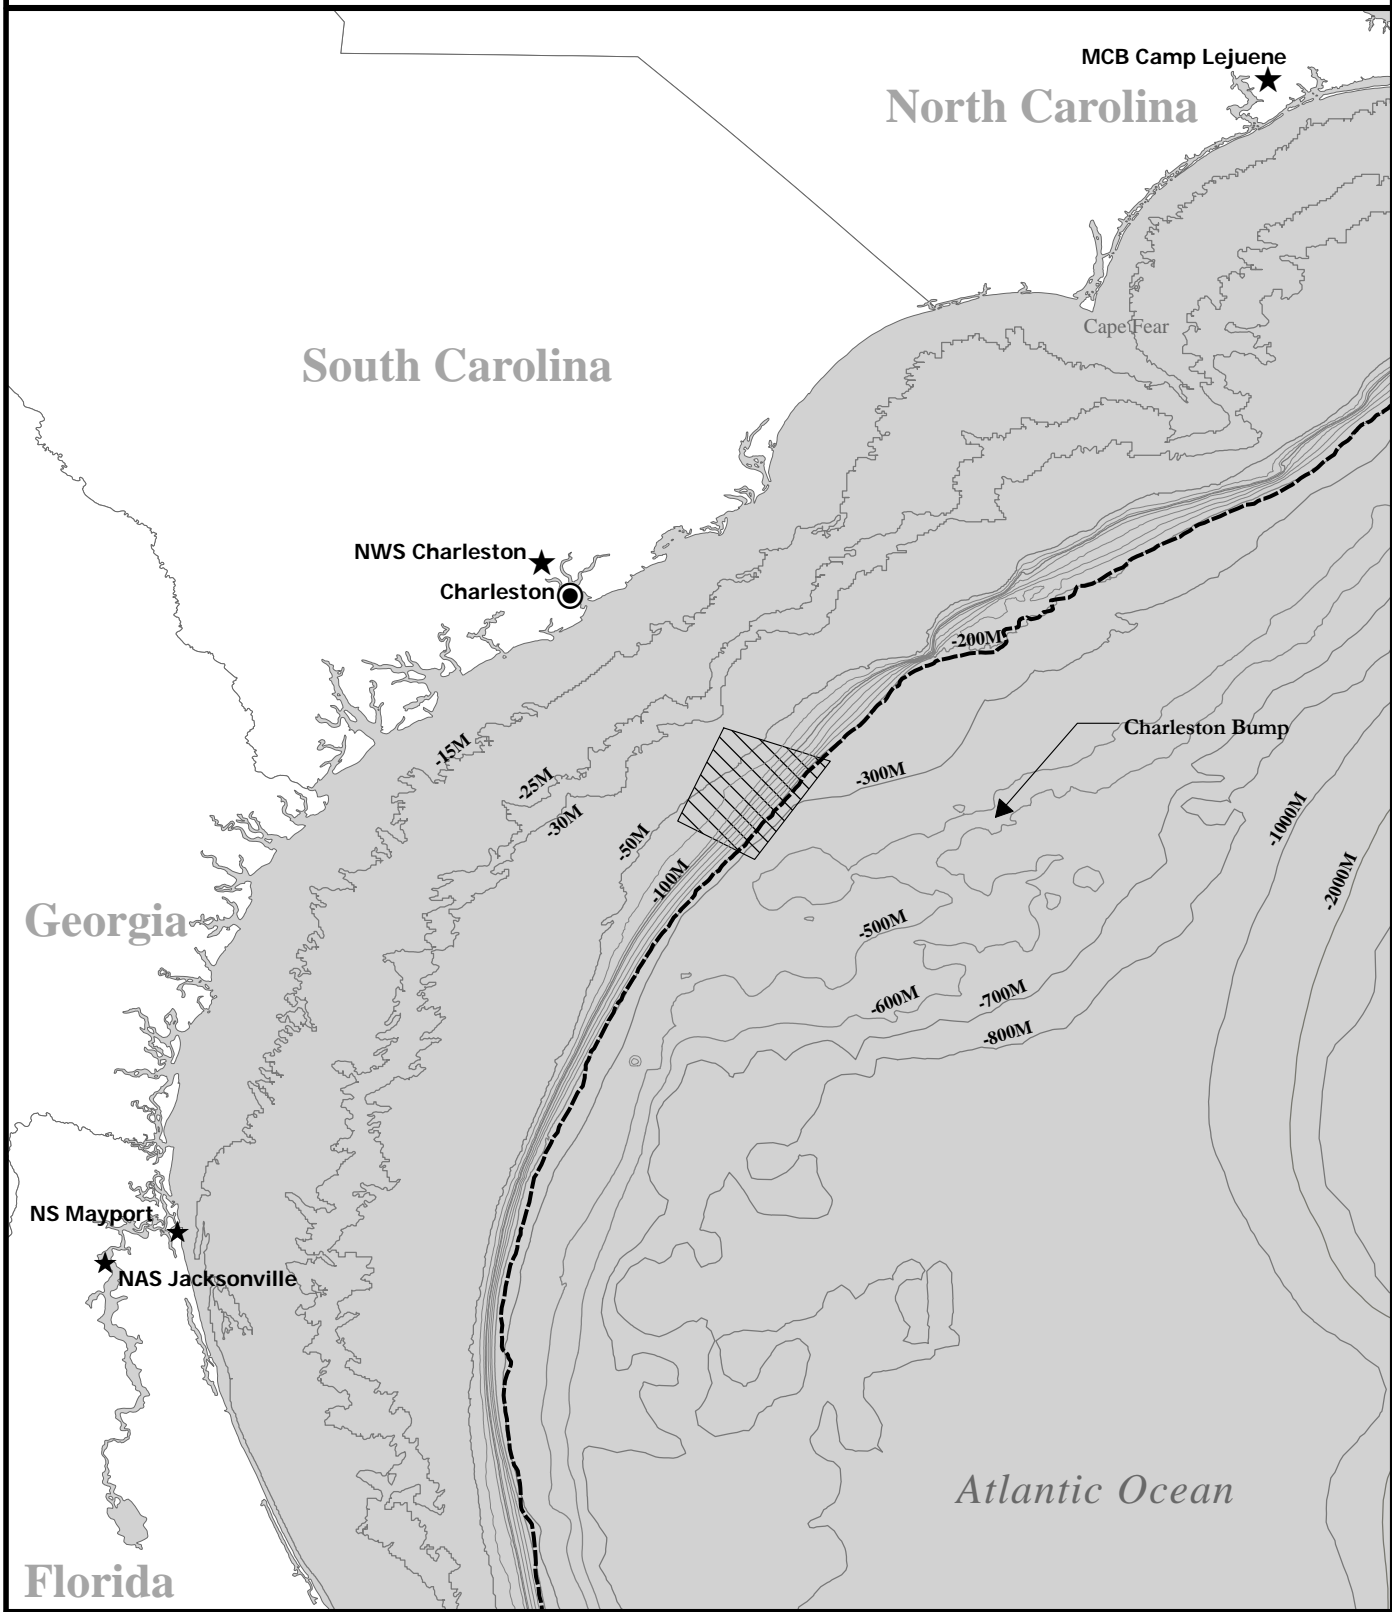 MCB Camp Lejuene
North Carolina
Cape Fear
South Carolina
NWS Charleston
Charleston
-200M
Charleston Bump
-15M
-25M
-30M
-50M
-100M
-300M
-1000M
-2000M
Georgia
-500M
-600M
-700M
-800M
NS Mayport
NAS Jacksonville
Atlantic Ocean
Florida